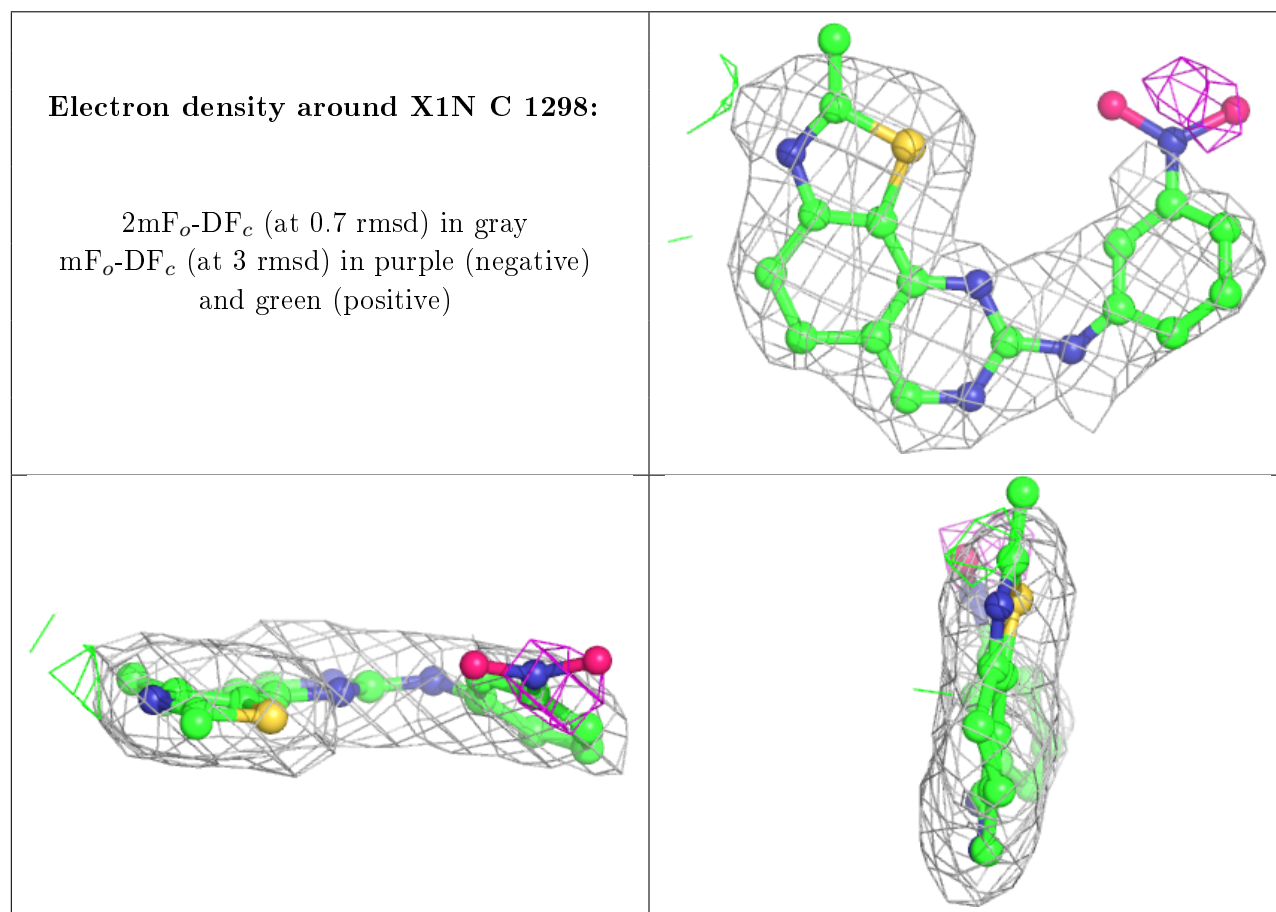 Electron density around X1N C 1298:
2mFo-DFc (at 0.7 rmsd) in gray
mFo-DFc (at 3 rmsd) in purple (negative)
and green (positive)